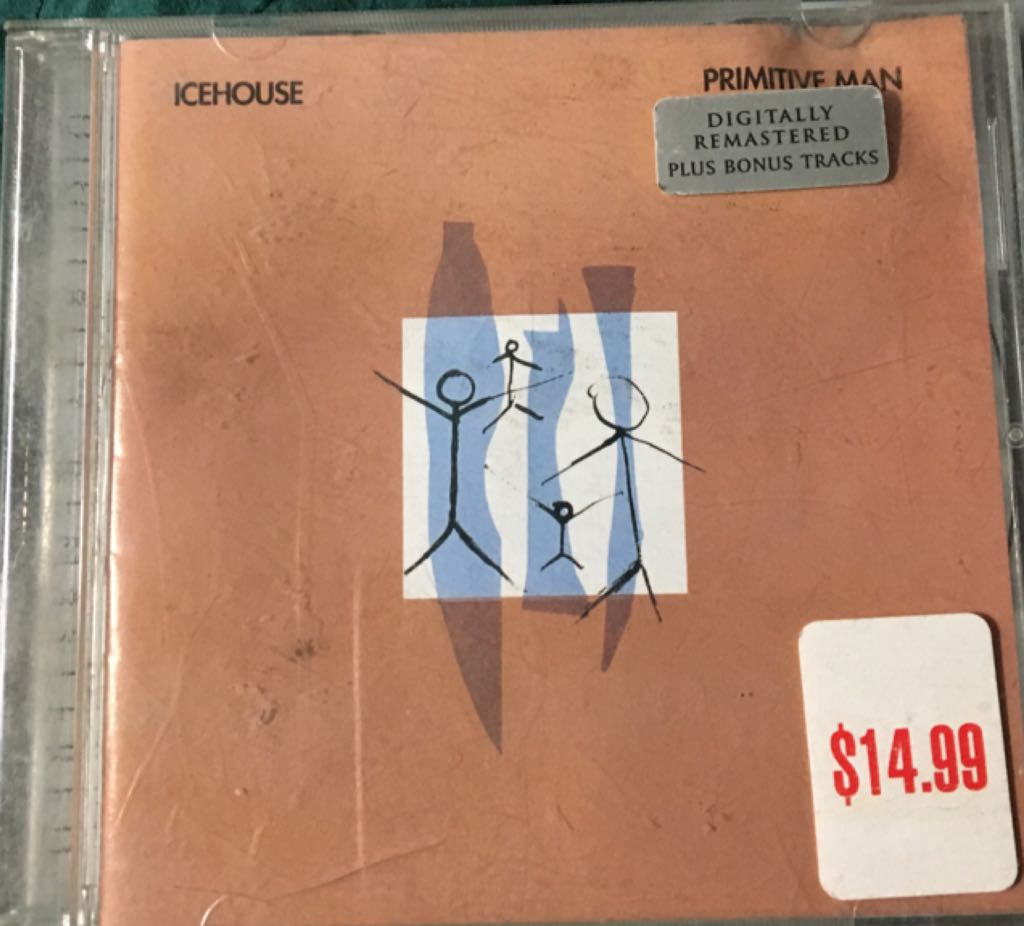 ICEHOUSE
PRIMITIVE MAN
DIGITALLY
REMASTERED
PLUS BONUS TRACKS
$14.99